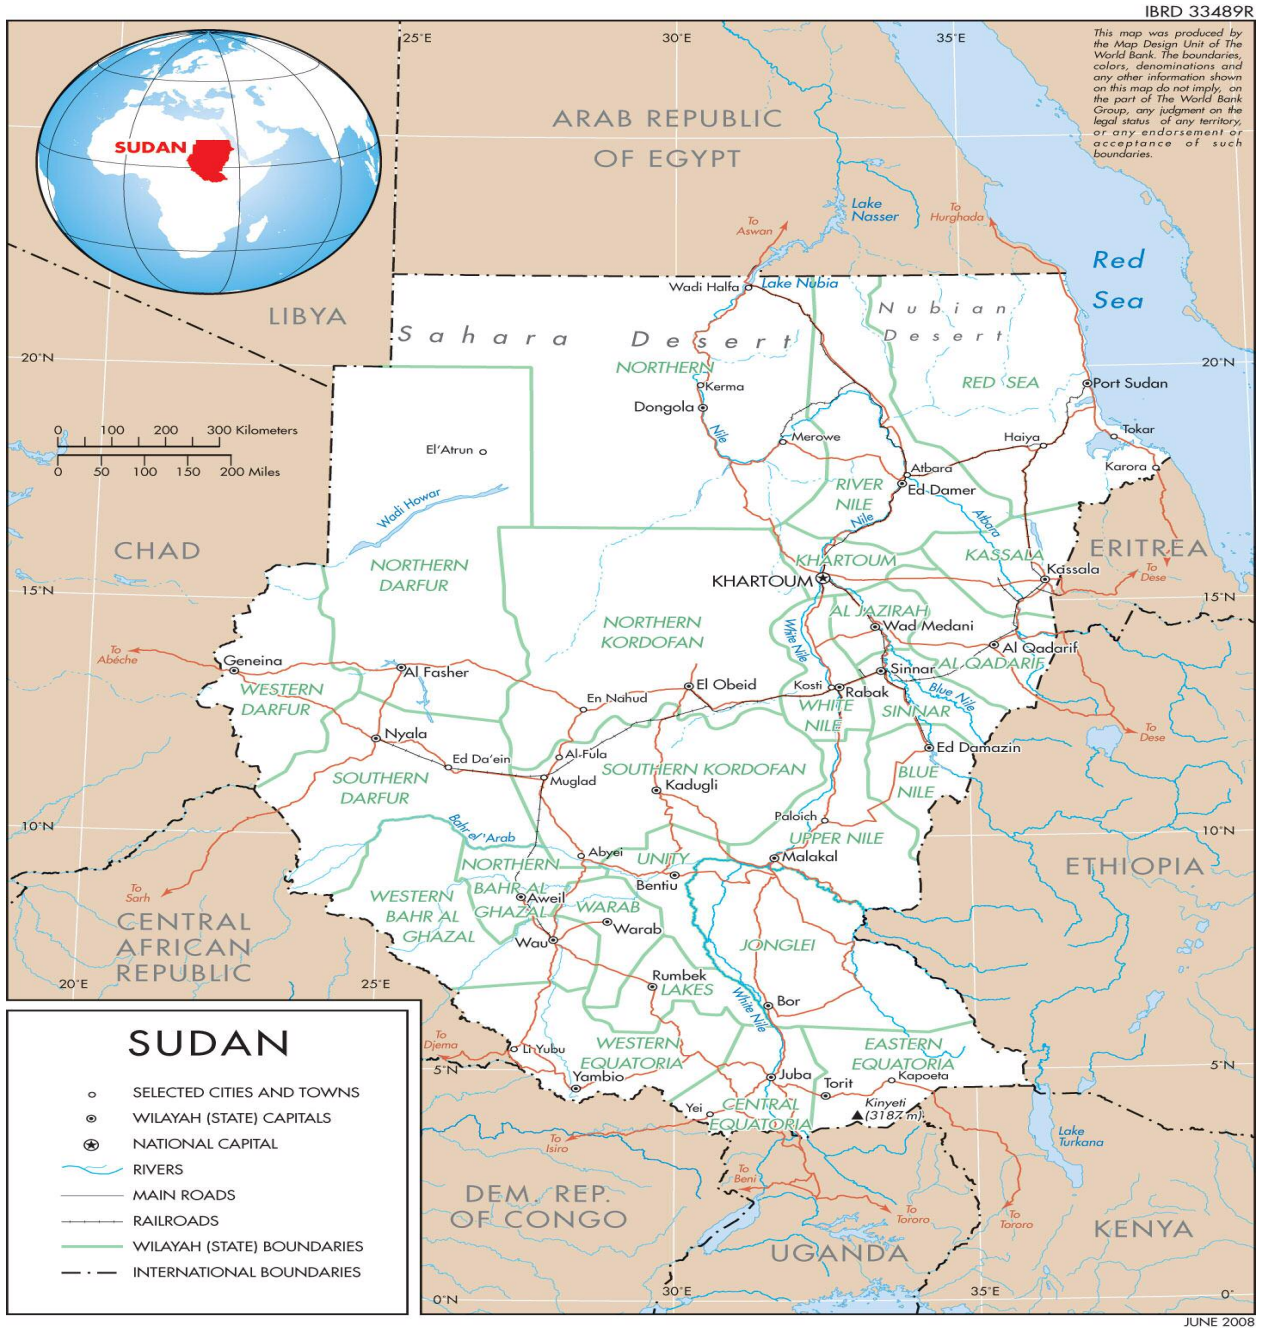 IBRD 33489R
This map was produced by
the Map Design Unit of The
World Bank. The boundaries,
colors, denominations and
any other information shown
on this map do not imply, on
the part of The World Bank
Group, any judgment on the
legal status of any territory,
or any endorsement or
acceptance of such
boundaries.
25°E
30°E
35°E
SUDAN
ARAB REPUBLIC
OF EGYPT
Lake
Nasser
To
Aswan
To
Hurghada
Red
Sea
LIBYA
Wadi Halfa
Lake Nubia
Sahara Desert
Nubian
Desert
20°N
20°N
NORTHERN
RED SEA
Kerma
Port Sudan
Dongola
0 100 200 300 Kilometers
0 50 100 150 200 Miles
Nile
Merowe
Haiya
Tokar
El'Atrun
Atbara
Karora
RIVER
NILE
Ed Damer
Wadi Howar
Nile
Atbara
CHAD
NORTHERN
DARFUR
KHARTOUM
KASSALA
ERITREA
Kassala
To
Dese
KHARTOUM
15°N
15°N
NORTHERN
KORDOFAN
AL JAZIRAH
White Nile
Wad Medani
To
Abéche
Geneina
Al Fasher
Al Qadarif
Sinnar
AL QADARIF
WESTERN
DARFUR
En Nahud
El Obeid
Kosti
Rabak
Blue Nile
WHITE
NILE
SINNAR
To
Dese
Nyala
Ed Da'ein
Al-Fula
Ed Damazin
SOUTHERN
DARFUR
Muglad
SOUTHERN KORDOFAN
Kadugli
BLUE
NILE
10°N
10°N
Bahr el 'Arab
Paloich
UPPER NILE
Abyei
UNITY
Malakal
ETHIOPIA
NORTHERN
BAHR AL
GHAZAL
Bentiu
To
Sarh
WESTERN
BAHR AL
GHAZAL
Aweil
WARAB
Warab
CENTRAL
AFRICAN
REPUBLIC
Wau
JONGLEI
20°E
25°E
Rumbek
LAKES
White Nile
Bor
SUDAN
SELECTED CITIES AND TOWNS
WILAYAH (STATE) CAPITALS
NATIONAL CAPITAL
RIVERS
MAIN ROADS
RAILROADS
WILAYAH (STATE) BOUNDARIES
INTERNATIONAL BOUNDARIES
To
Djema
Li Yubu
WESTERN
EQUATORIA
EASTERN
EQUATORIA
5°N
5°N
Yambio
Juba
Torit
Kapoeta
Yei
CENTRAL
EQUATORIA
Kinyeti
(3187 m)
To
Isiro
Lake
Turkana
To
Beni
DEM. REP.
OF CONGO
To
Tororo
To
Tororo
UGANDA
KENYA
0°N
30°E
35°E
0°
JUNE 2008